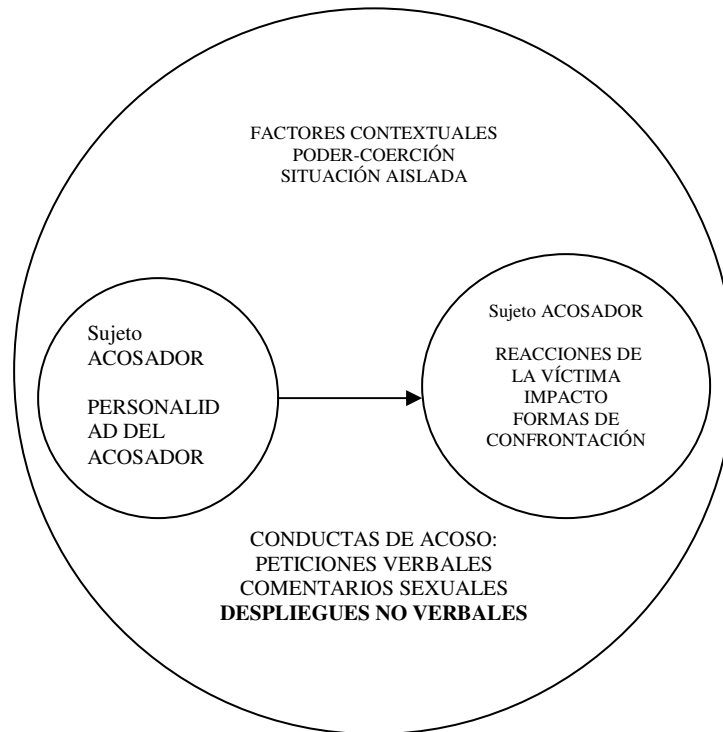 FACTORES CONTEXTUALES
PODER-COERCIÓN
SITUACIÓN AISLADA
Sujeto
ACOSADOR
PERSONALID
AD DEL
ACOSADOR
Sujeto ACOSADOR
REACCIONES DE
LA VÍCTIMA
IMPACTO
FORMAS DE
CONFRONTACIÓN
CONDUCTAS DE ACOSO:
PETICIONES VERBALES
COMENTARIOS SEXUALES
DESPLIEGUES NO VERBALES